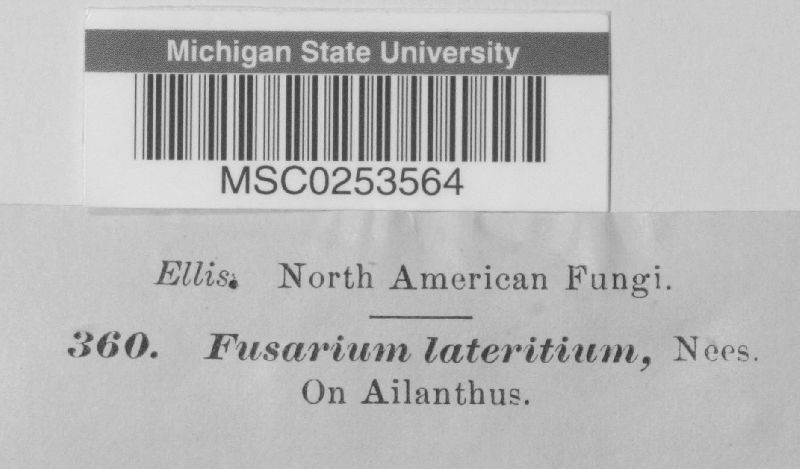 Michigan State University
MSC0253564
Ellis. North American Fungi.
360. Fusarium lateritium, Nees.
On Ailanthus.